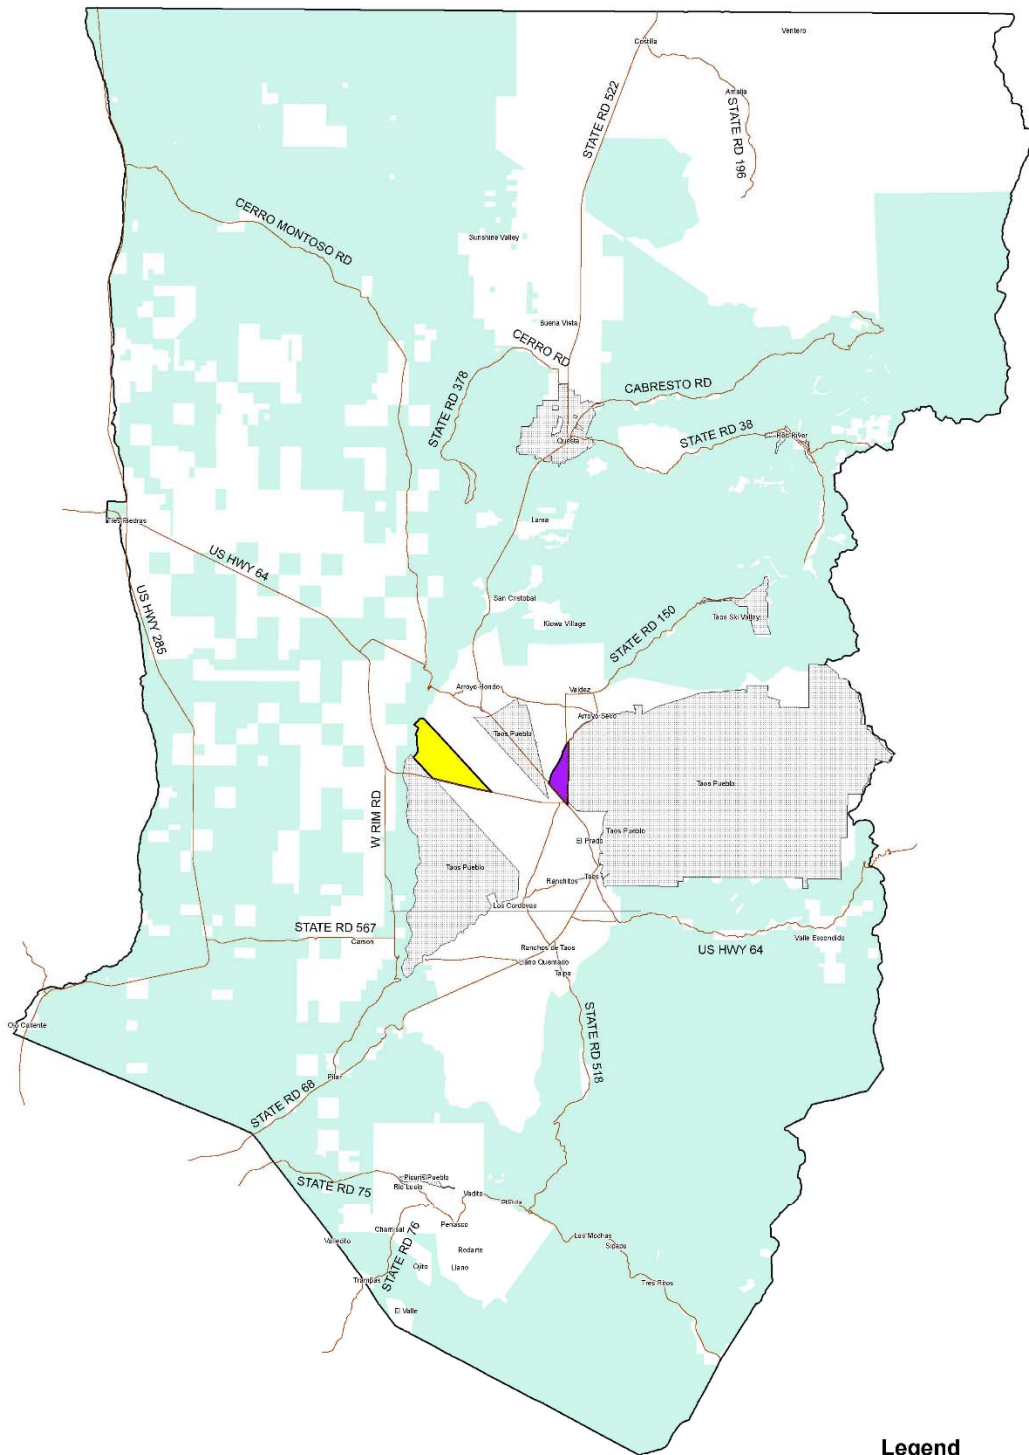 Ventero
Costilla
Amalia
STATE RD 522
STATE RD 196
CERRO MONTOSO RD
Sunshine Valley
Buena Vista
CERRO RD
STATE RD 378
CABRESTO RD
STATE RD 38
Red River
Questa
Tres Piedras
Lama
US HWY 64
US HWY 285
San Cristobal
Kiowa Village
STATE RD 150
Taos Ski Valley
Arroyo Hondo
Valdez
Arroyo Seco
Taos Pueblo
Taos Pueblo
W RIM RD
Taos Pueblo
El Prado
Taos Pueblo
Ranchitos
Taos
Los Cordovas
STATE RD 567
Carson
Ranchos de Taos
Llano Quemado
Talpa
US HWY 64
Valle Escondido
Ojo Caliente
STATE RD 518
Pilar
STATE RD 68
Picuris Pueblo
STATE RD 75
Rio Lucio
Vadito
Chamisal
Penasco
Vallecito
STATE RD 76
Rodarte
Ojito
Llano
Las Mochas
Sipapu
Trampas
Tres Ritos
El Valle
Legend